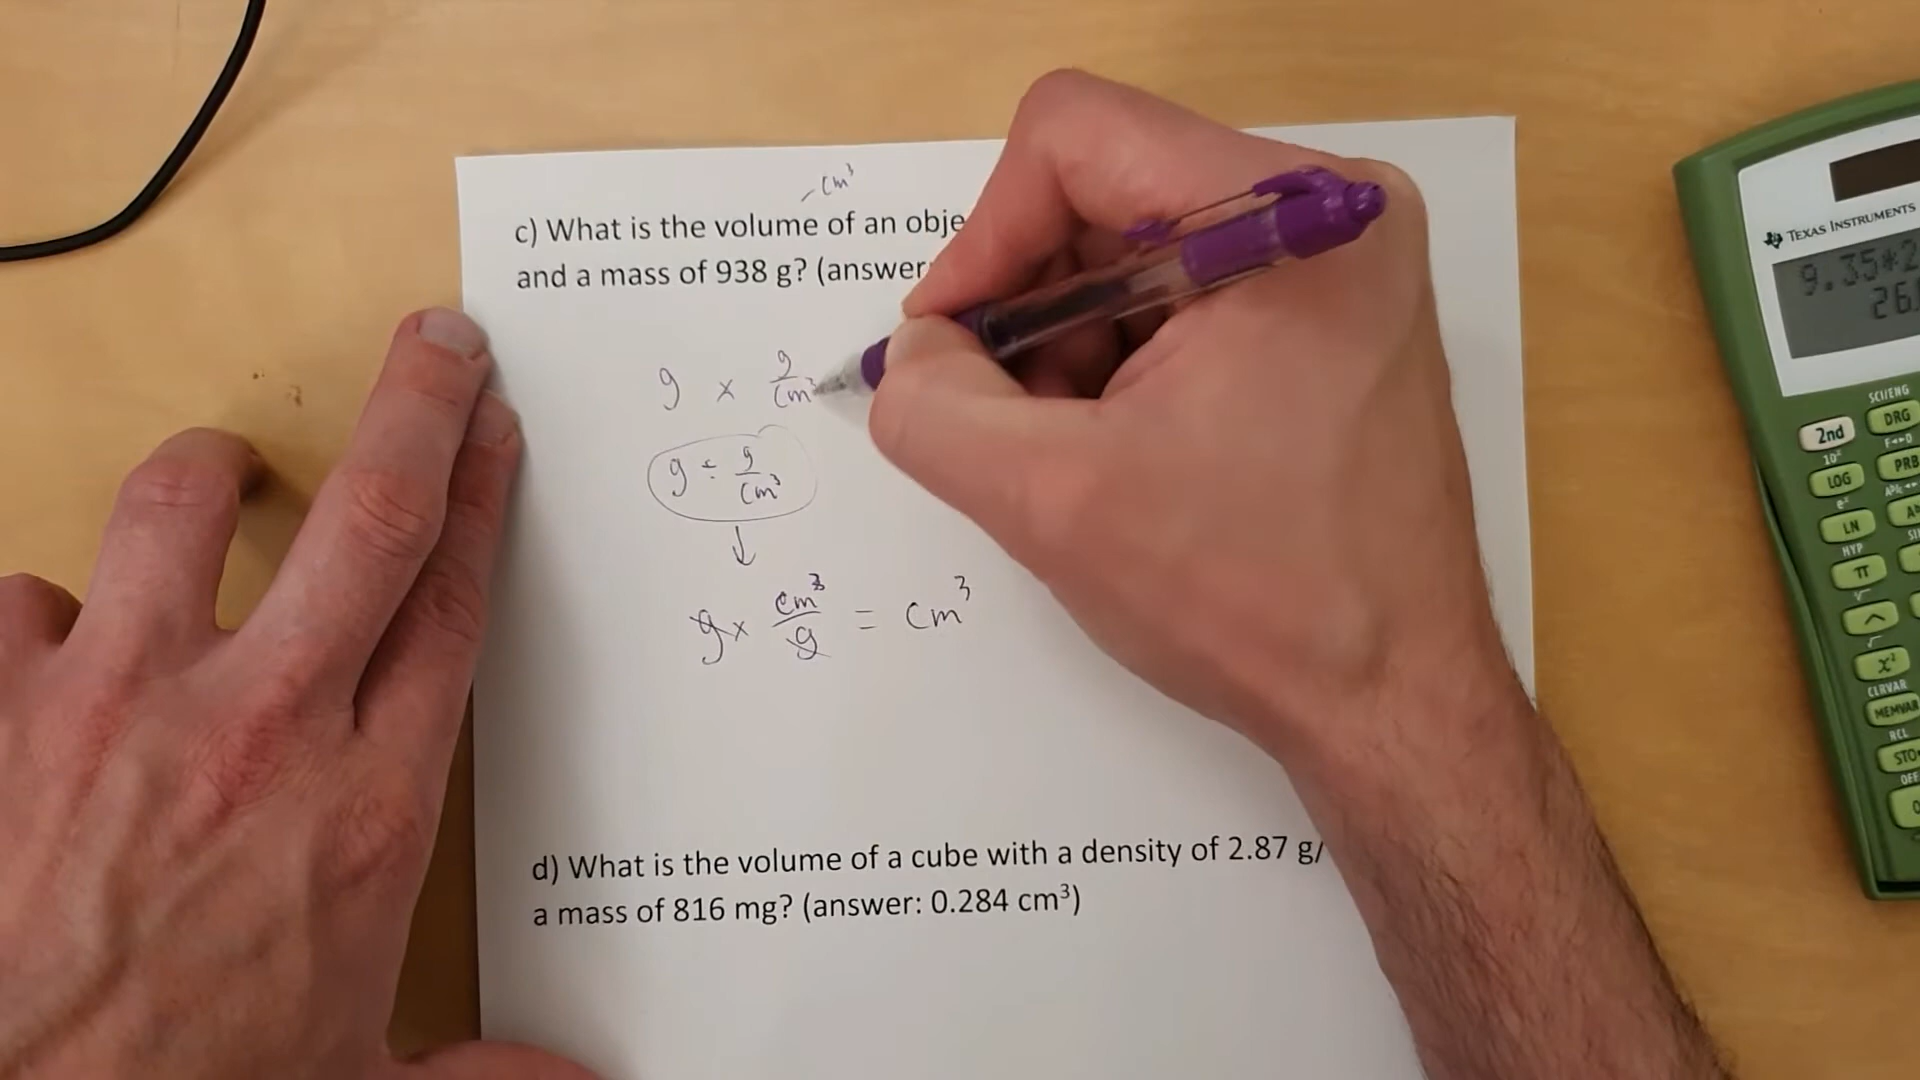 cm³
c) What is the volume of an obje
and a mass of 938 g? (answer:
g × g/cm³
g ÷ g/cm³
↓
g × cm³/g = cm³
d) What is the volume of a cube with a density of 2.87 g/
a mass of 816 mg? (answer: 0.284 cm³)
TEXAS INSTRUMENTS
9.35*2
26
SCI/ENG
2nd DRG
10ˣ F◄►D
LOG PRB
eˣ
LN
HYP
π
√
^
√
x²
CLRVAR
MEMVAR
RCL
STO
OFF